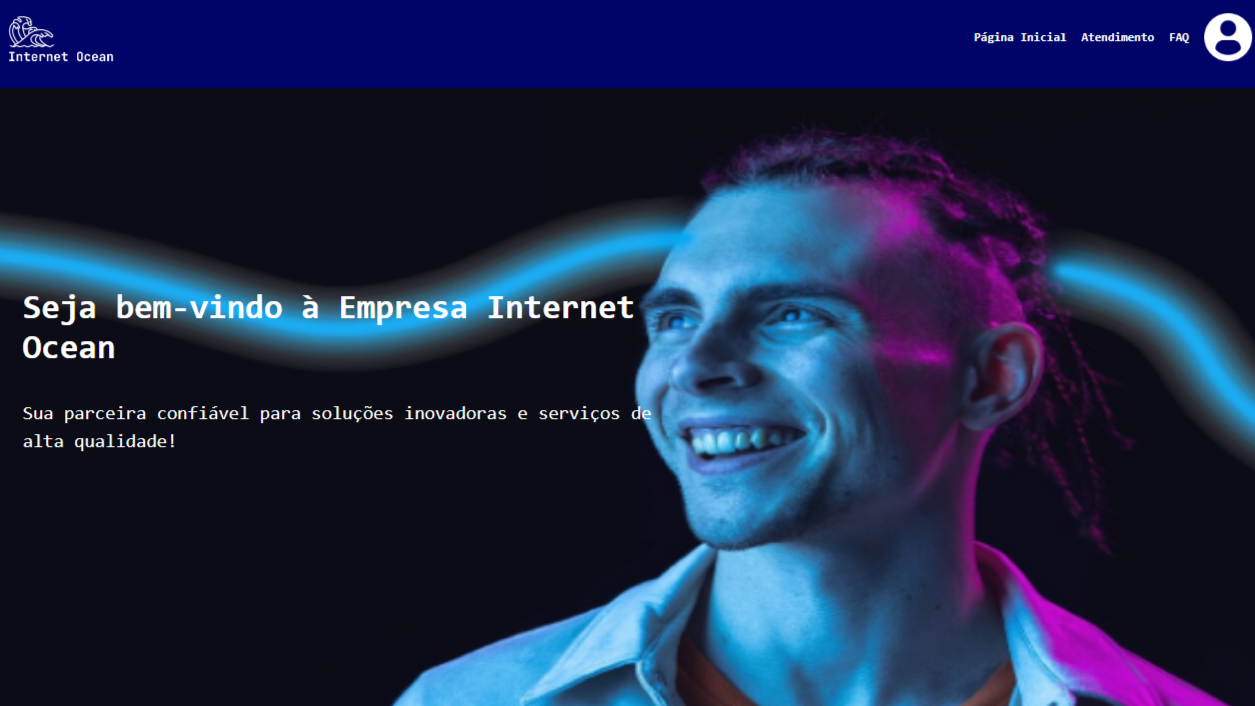 Internet Ocean
Página Inicial Atendimento FAQ
Seja bem-vindo à Empresa Internet
Ocean
Sua parceira confiável para soluções inovadoras e serviços de
alta qualidade!